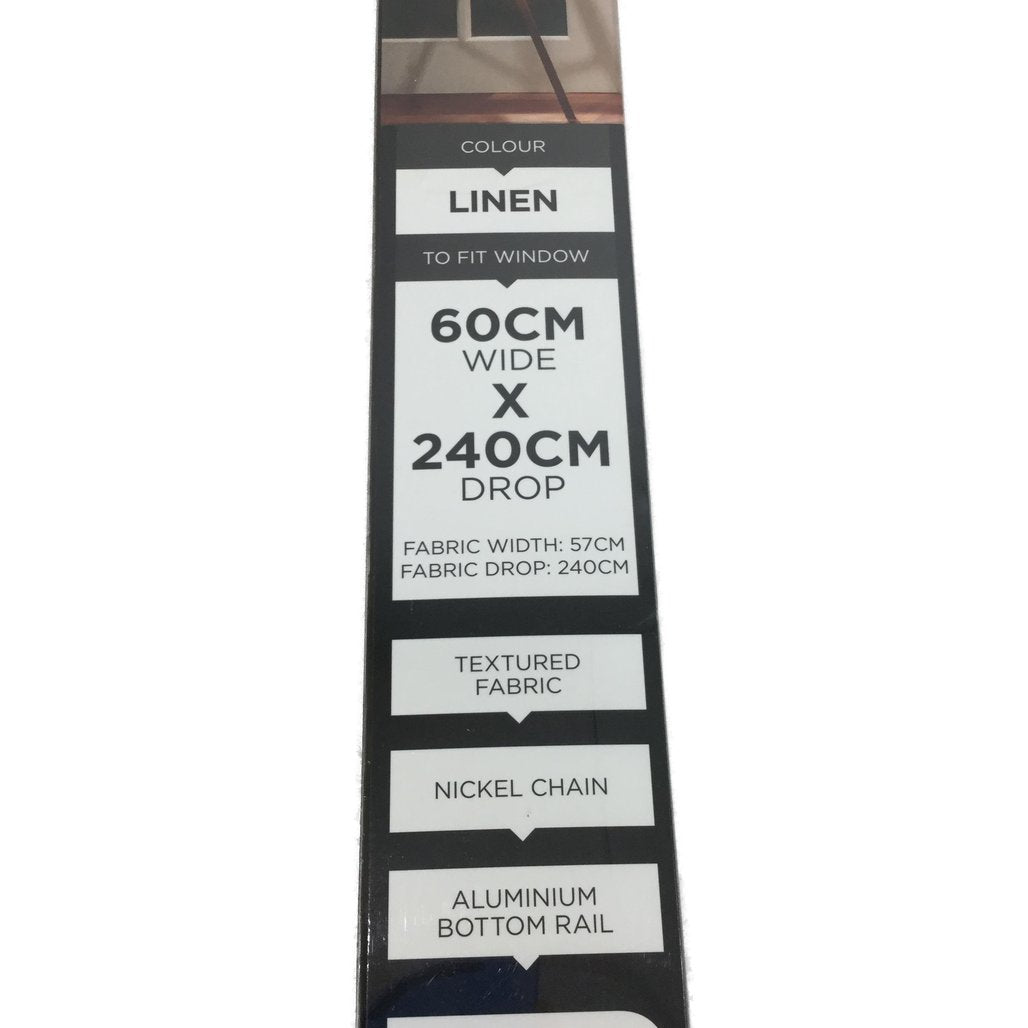 COLOUR
LINEN
TO FIT WINDOW
60CM
WIDE
X
240CM
DROP
FABRIC WIDTH: 57CM
FABRIC DROP: 240CM
TEXTURED
FABRIC
NICKEL CHAIN
ALUMINIUM
BOTTOM RAIL